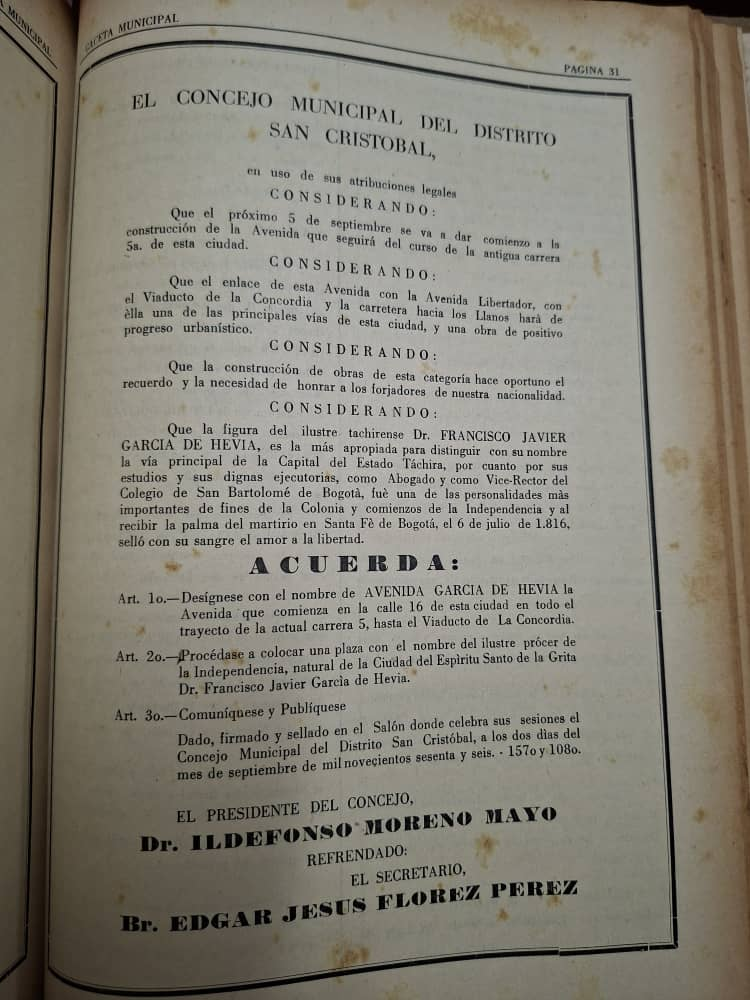 A MUNICIPAL
GACETA MUNICIPAL
PAGINA 31
EL CONCEJO MUNICIPAL DEL DISTRITO
SAN CRISTOBAL,
en uso de sus atribuciones legales
CONSIDERANDO:
Que el próximo 5 de septiembre se va a dar comienzo a la
construcción de la Avenida que seguirá del curso de la antigua carrera
5a. de esta ciudad.
CONSIDERANDO:
Que el enlace de esta Avenida con la Avenida Libertador, con
el Viaducto de la Concordia y la carretera hacia los Llanos hará de
èlla una de las principales vías de esta ciudad, y una obra de positivo
progreso urbanístico.
CONSIDERANDO:
Que la construcción de obras de esta categoría hace oportuno el
recuerdo y la necesidad de honrar a los forjadores de nuestra nacionalidad.
CONSIDERANDO:
Que la figura del ilustre tachirense Dr. FRANCISCO JAVIER
GARCIA DE HEVIA, es la más apropiada para distinguir con su nombre
la vía principal de la Capital del Estado Táchira, por cuanto por sus
estudios y sus dignas ejecutorias, como Abogado y como Vice-Rector del
Colegio de San Bartolomé de Bogotà, fuè una de las personalidades màs
importantes de fines de la Colonia y comienzos de la Independencia y al
recibir la palma del martirio en Santa Fè de Bogotá, el 6 de julio de 1.816,
selló con su sangre el amor a la libertad.
ACUERDA:
Art. 1o.—Desígnese con el nombre de AVENIDA GARCIA DE HEVIA la
Avenida que comienza en la calle 16 de esta ciudad en todo el
trayecto de la actual carrera 5, hasta el Viaducto de La Concordia.
Art. 2o.—Procédase a colocar una plaza con el nombre del ilustre prócer de
la Independencia, natural de la Ciudad del Espìritu Santo de la Grita
Dr. Francisco Javier Garcìa de Hevia.
Art. 3o.—Comuníquese y Publíquese
Dado, firmado y sellado en el Salón donde celebra sus sesiones el
Concejo Municipal del Distrito San Cristóbal, a los dos dìas del
mes de septiembre de mil novecientos sesenta y seis. - 157o y 108o.
EL PRESIDENTE DEL CONCEJO,
Dr. ILDEFONSO MORENO MAYO
REFRENDADO:
EL SECRETARIO,
Br. EDGAR JESUS FLOREZ PEREZ